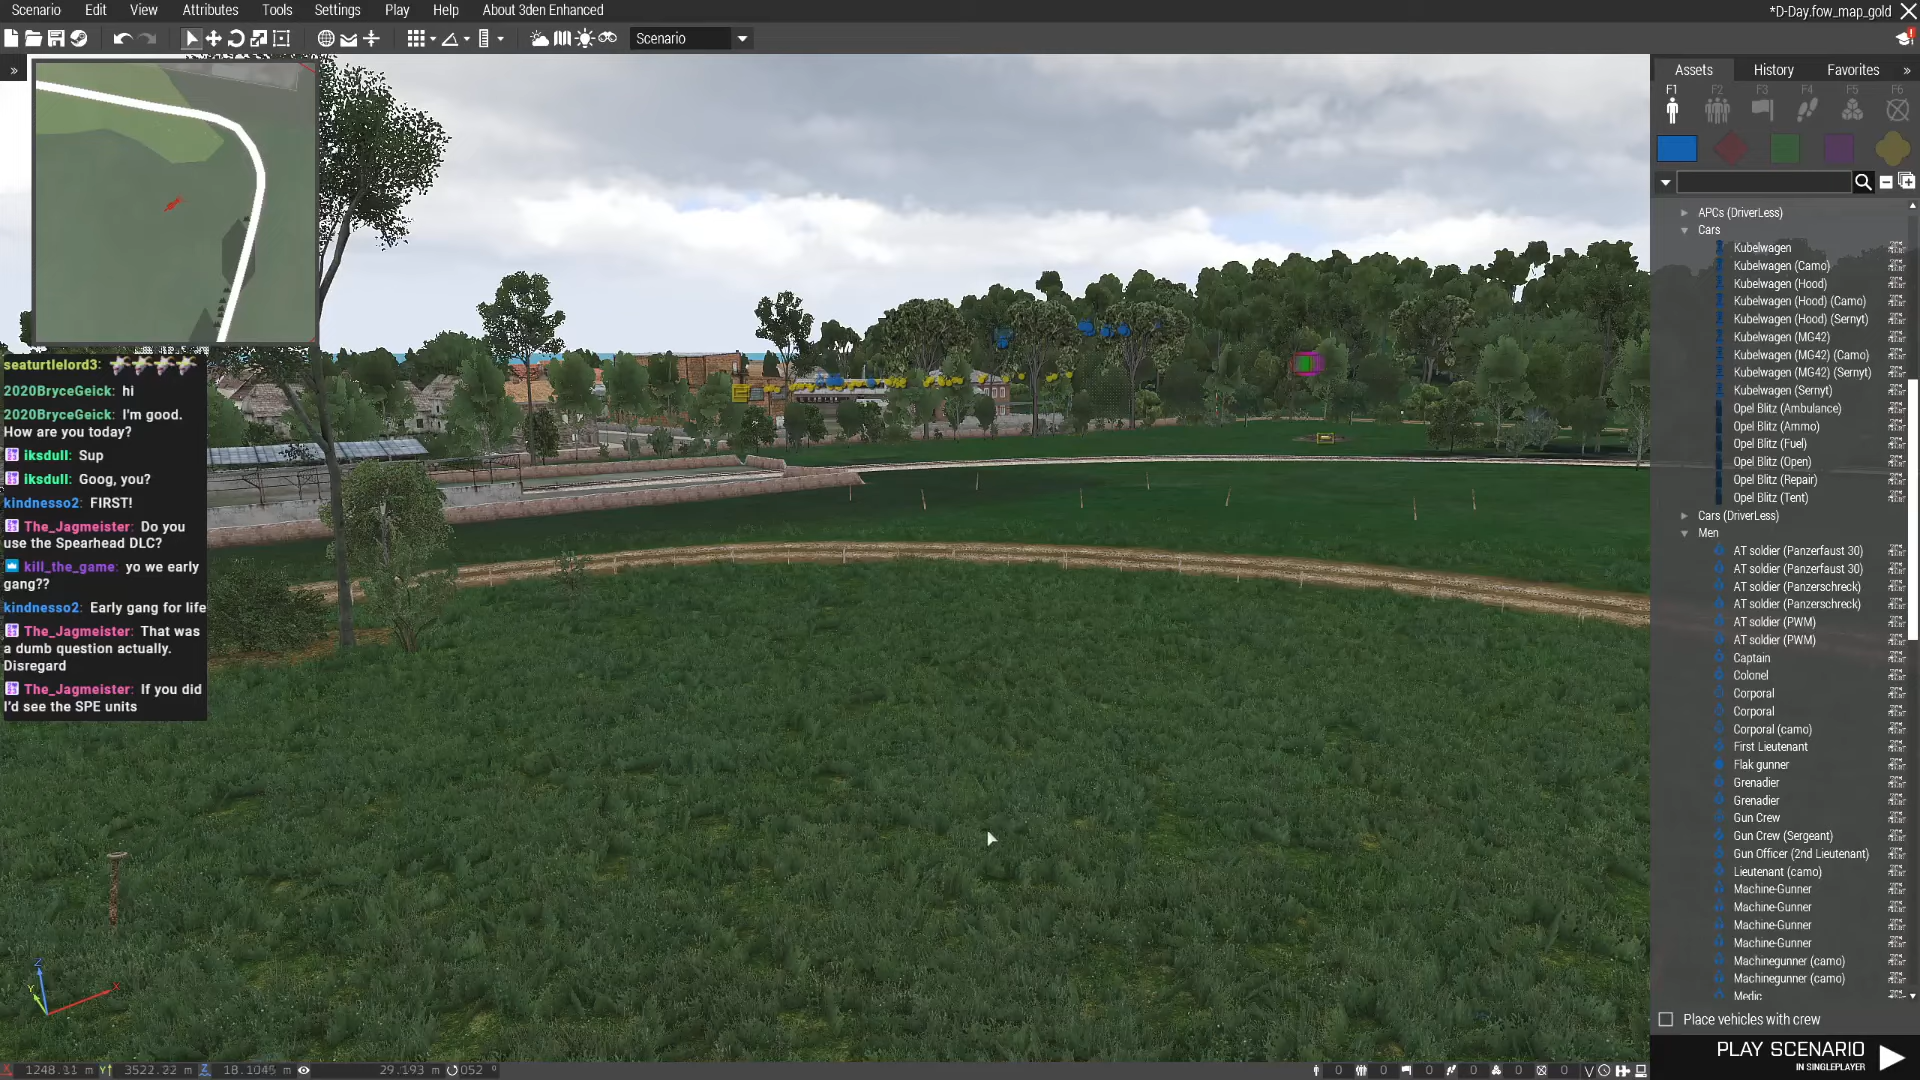 Scenario Edit View Attributes Tools Settings Play Help About 3den Enhanced
*D-Day.fow_map_gold
Scenario
Assets History Favorites
F1 F2 F3 F4 F5 F6
seaturtlelord3:
2020BryceGeick: hi
2020BryceGeick: I'm good.
How are you today?
iksdull: Sup
iksdull: Goog, you?
kindnesso2: FIRST!
The_Jagmeister: Do you
use the Spearhead DLC?
kill_the_game: yo we early
gang??
kindnesso2: Early gang for life
The_Jagmeister: That was
a dumb question actually.
Disregard
The_Jagmeister: If you did
I'd see the SPE units
APCs (DriverLess)
Cars
Kubelwagen
Kubelwagen (Camo)
Kubelwagen (Hood)
Kubelwagen (Hood) (Camo)
Kubelwagen (Hood) (Sernyt)
Kubelwagen (MG42)
Kubelwagen (MG42) (Camo)
Kubelwagen (MG42) (Sernyt)
Kubelwagen (Sernyt)
Opel Blitz (Ambulance)
Opel Blitz (Ammo)
Opel Blitz (Fuel)
Opel Blitz (Open)
Opel Blitz (Repair)
Opel Blitz (Tent)
Cars (DriverLess)
Men
AT soldier (Panzerfaust 30)
AT soldier (Panzerfaust 30)
AT soldier (Panzerschreck)
AT soldier (Panzerschreck)
AT soldier (PWM)
AT soldier (PWM)
Captain
Colonel
Corporal
Corporal
Corporal (camo)
First Lieutenant
Flak gunner
Grenadier
Grenadier
Gun Crew
Gun Crew (Sergeant)
Gun Officer (2nd Lieutenant)
Lieutenant (camo)
Machine-Gunner
Machine-Gunner
Machine-Gunner
Machine-Gunner
Machinegunner (camo)
Machinegunner (camo)
Medic
Place vehicles with crew
PLAY SCENARIO
IN SINGLEPLAYER
Z
Y
X
X 1248.11 m Y 3522.22 m Z 18.1045 m 29.193 m 052 °
0 0 0 0 0 0